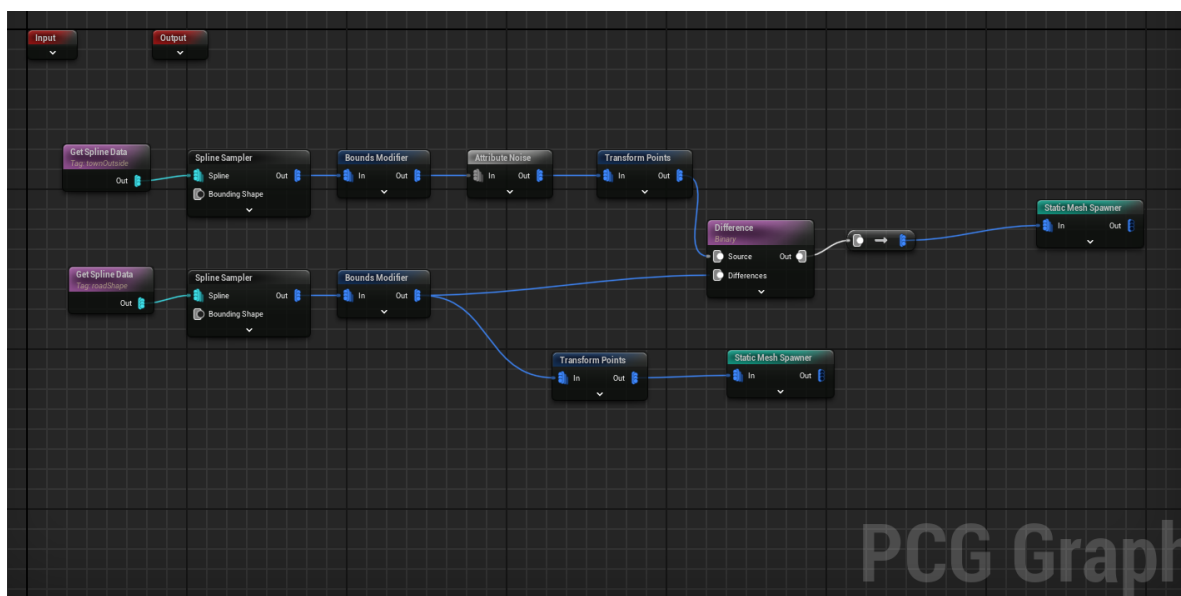 Input
Output
Get Spline Data
Tag: townOutside
Out
Spline Sampler
Spline
Out
Bounding Shape
Bounds Modifier
In
Out
Attribute Noise
In
Out
Transform Points
In
Out
Difference
Binary
Source
Out
Differences
Static Mesh Spawner
In
Out
Get Spline Data
Tag: roadShape
Out
Spline Sampler
Spline
Out
Bounding Shape
Bounds Modifier
In
Out
Transform Points
In
Out
Static Mesh Spawner
In
Out
PCG Graph